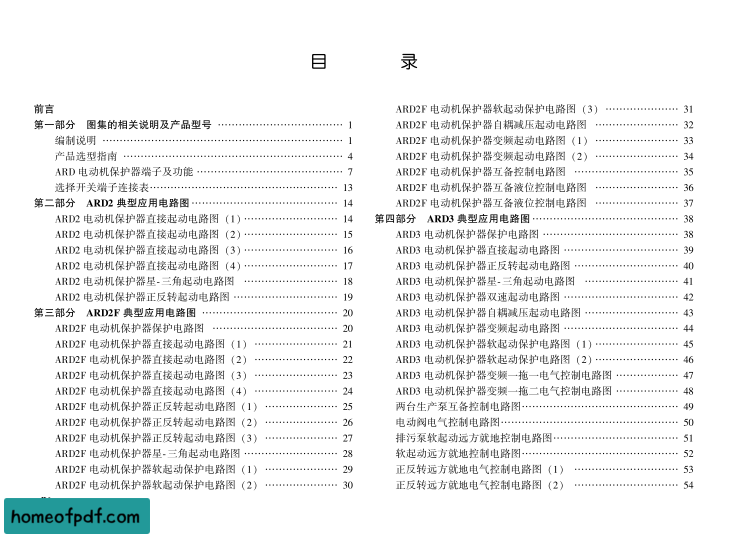 目 录
前言
第一部分 图集的相关说明及产品型号 ………………………………… 1
编制说明 ………………………………………………………………… 1
产品选型指南 …………………………………………………………… 4
ARD 电动机保护器端子及功能 ……………………………………… 7
选择开关端子连接表…………………………………………………… 13
第二部分 ARD2 典型应用电路图……………………………………… 14
ARD2 电动机保护器直接起动电路图（1）………………………… 14
ARD2 电动机保护器直接起动电路图（2）………………………… 15
ARD2 电动机保护器直接起动电路图（3）………………………… 16
ARD2 电动机保护器直接起动电路图（4）………………………… 17
ARD2 电动机保护器星-三角起动电路图 ………………………… 18
ARD2 电动机保护器正反转起动电路图 …………………………… 19
第三部分 ARD2F 典型应用电路图 …………………………………… 20
ARD2F 电动机保护器保护电路图 ………………………………… 20
ARD2F 电动机保护器直接起动电路图（1） ……………………… 21
ARD2F 电动机保护器直接起动电路图（2） ……………………… 22
ARD2F 电动机保护器直接起动电路图（3） ……………………… 23
ARD2F 电动机保护器直接起动电路图（4） ……………………… 24
ARD2F 电动机保护器正反转起动电路图（1） …………………… 25
ARD2F 电动机保护器正反转起动电路图（2） …………………… 26
ARD2F 电动机保护器正反转起动电路图（3） …………………… 27
ARD2F 电动机保护器星-三角起动电路图 ………………………… 28
ARD2F 电动机保护器软起动保护电路图（1） …………………… 29
ARD2F 电动机保护器软起动保护电路图（2） …………………… 30
ARD2F 电动机保护器软起动保护电路图（3） …………………… 31
ARD2F 电动机保护器自耦减压起动电路图 ……………………… 32
ARD2F 电动机保护器变频起动电路图（1） ……………………… 33
ARD2F 电动机保护器变频起动电路图（2） ……………………… 34
ARD2F 电动机保护器互备控制电路图 …………………………… 35
ARD2F 电动机保护器互备液位控制电路图 ……………………… 36
ARD2F 电动机保护器互备液位控制电路图 ……………………… 37
第四部分 ARD3 典型应用电路图……………………………………… 38
ARD3 电动机保护器保护电路图 …………………………………… 38
ARD3 电动机保护器直接起动电路图 ……………………………… 39
ARD3 电动机保护器正反转起动电路图 …………………………… 40
ARD3 电动机保护器星-三角起动电路图 ………………………… 41
ARD3 电动机保护器双速起动电路图 ……………………………… 42
ARD3 电动机保护器自耦减压起动电路图 ………………………… 43
ARD3 电动机保护器变频起动电路图 ……………………………… 44
ARD3 电动机保护器软起动保护电路图（1）……………………… 45
ARD3 电动机保护器软起动保护电路图（2）……………………… 46
ARD3 电动机保护器变频一拖一电气控制电路图 ………………… 47
ARD3 电动机保护器变频一拖二电气控制电路图 ………………… 48
两台生产泵互备控制电路图………………………………………… 49
电动阀电气控制电路图……………………………………………… 50
排污泵软起动远方就地控制电路图………………………………… 51
软起动远方就地控制电路图………………………………………… 52
正反转远方就地电气控制电路图（1） …………………………… 53
正反转远方就地电气控制电路图（2） …………………………… 54
homeofpdf.com